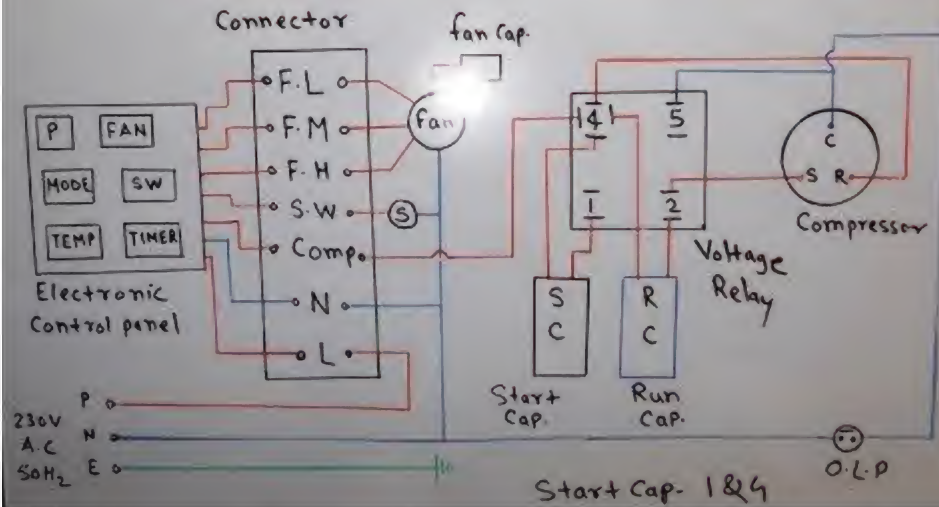 Connector
fan Cap.
F.L
F.M
F.H
S.W
Comp.
N
L
P FAN
MODE SW
TEMP TIMER
Electronic
Control panel
fan
S
4 5
1 2
Voltage
Relay
C
S R
Compressor
S
C
Start
Cap.
R
C
Run
Cap.
P
230V
A.C N
50HZ E
O.L.P
Start Cap- 1&4